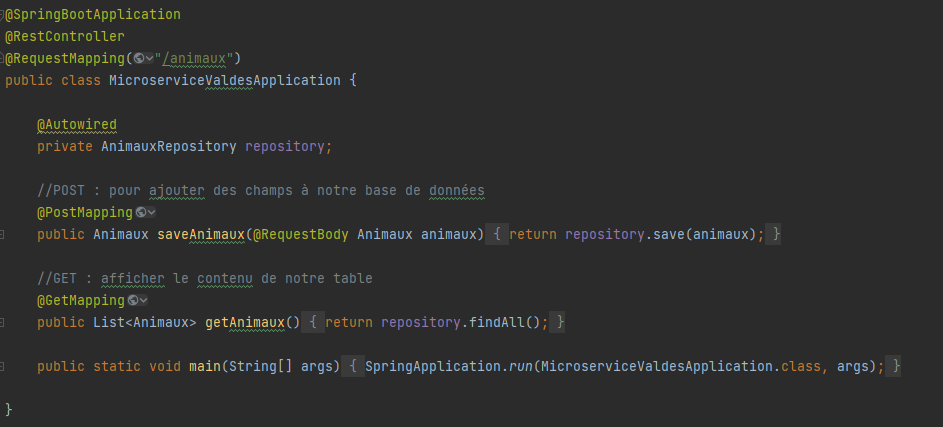 @SpringBootApplication
@RestController
@RequestMapping("/animaux")
public class MicroserviceValdesApplication {
@Autowired
private AnimauxRepository repository;
//POST : pour ajouter des champs à notre base de données
@PostMapping
public Animaux saveAnimaux(@RequestBody Animaux animaux) { return repository.save(animaux); }
//GET : afficher le contenu de notre table
@GetMapping
public List<Animaux> getAnimaux() { return repository.findAll(); }
public static void main(String[] args) { SpringApplication.run(MicroserviceValdesApplication.class, args); }
}